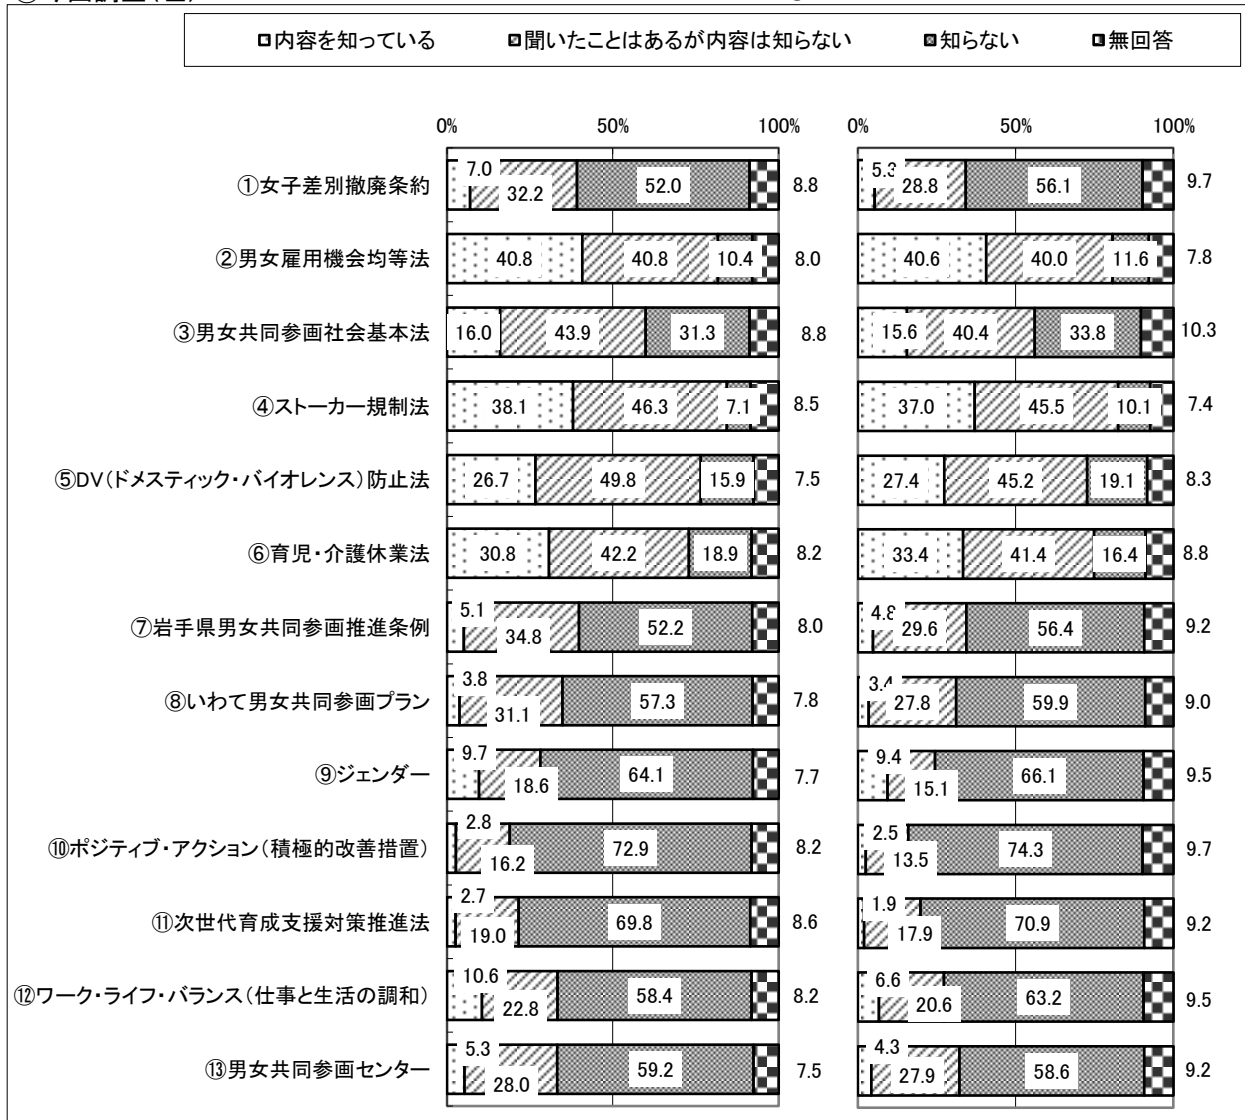 内容を知っている 聞いたことはあるが内容は知らない 知らない 無回答
0% 50% 100% 0% 50% 100%
①女子差別撤廃条約 7.0 32.2 52.0 8.8 5.3 28.8 56.1 9.7
②男女雇用機会均等法 40.8 40.8 10.4 8.0 40.6 40.0 11.6 7.8
③男女共同参画社会基本法 16.0 43.9 31.3 8.8 15.6 40.4 33.8 10.3
④ストーカー規制法 38.1 46.3 7.1 8.5 37.0 45.5 10.1 7.4
⑤DV(ドメスティック・バイオレンス)防止法 26.7 49.8 15.9 7.5 27.4 45.2 19.1 8.3
⑥育児・介護休業法 30.8 42.2 18.9 8.2 33.4 41.4 16.4 8.8
⑦岩手県男女共同参画推進条例 5.1 34.8 52.2 8.0 4.8 29.6 56.4 9.2
⑧いわて男女共同参画プラン 3.8 31.1 57.3 7.8 3.4 27.8 59.9 9.0
⑨ジェンダー 9.7 18.6 64.1 7.7 9.4 15.1 66.1 9.5
⑩ポジティブ・アクション(積極的改善措置) 2.8 16.2 72.9 8.2 2.5 13.5 74.3 9.7
⑪次世代育成支援対策推進法 2.7 19.0 69.8 8.6 1.9 17.9 70.9 9.2
⑫ワーク・ライフ・バランス(仕事と生活の調和) 10.6 22.8 58.4 8.2 6.6 20.6 63.2 9.5
⑬男女共同参画センター 5.3 28.0 59.2 7.5 4.3 27.9 58.6 9.2